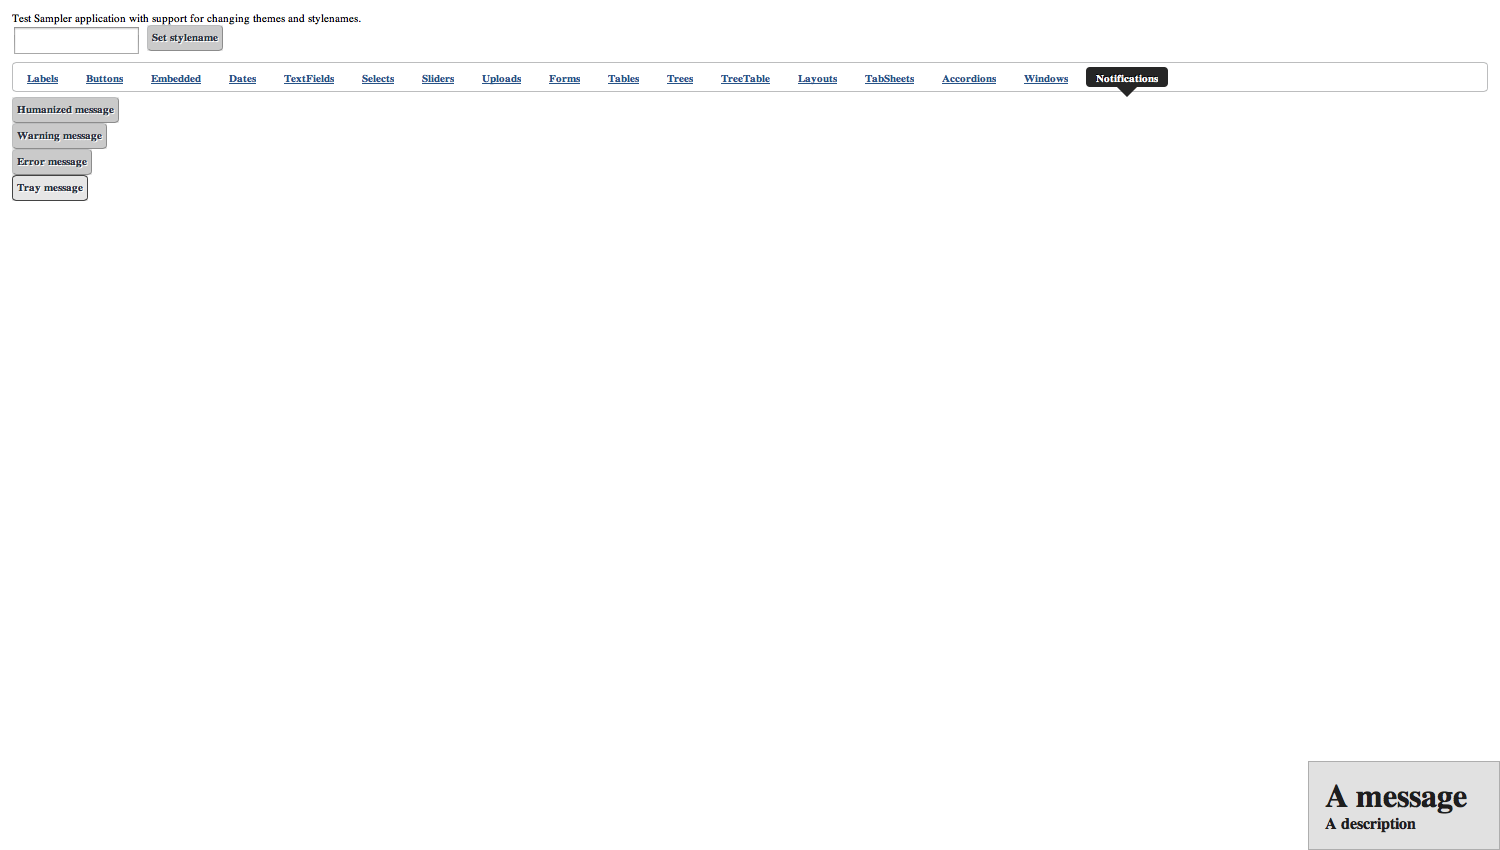 Test Sampler application with support for changing themes and stylenames.
Set stylename
Labels Buttons Embedded Dates TextFields Selects Sliders Uploads Forms Tables Trees TreeTable Layouts TabSheets Accordions Windows Notifications
Humanized message
Warning message
Error message
Tray message
A message
A description